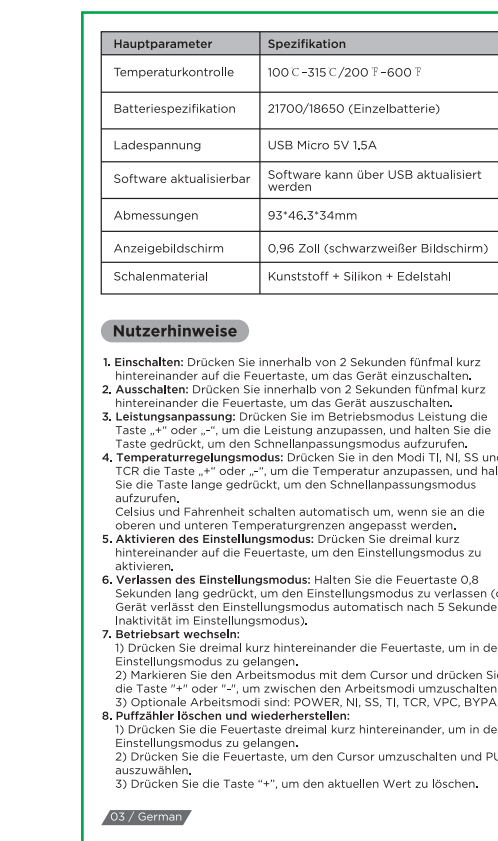 Hauptparameter Spezifikation
Temperaturkontrolle 100℃-315℃/200℉-600℉
Batteriespezifikation 21700/18650 (Einzelbatterie)
Ladespannung USB Micro 5V 1.5A
Software aktualisierbar Software kann über USB aktualisiert
werden
Abmessungen 93*46.3*34mm
Anzeigebildschirm 0,96 Zoll (schwarzweißer Bildschirm)
Schalenmaterial Kunststoff + Silikon + Edelstahl
Nutzerhinweise
1. Einschalten: Drücken Sie innerhalb von 2 Sekunden fünfmal kurz
hintereinander auf die Feuertaste, um das Gerät einzuschalten.
2. Ausschalten: Drücken Sie innerhalb von 2 Sekunden fünfmal kurz
hintereinander die Feuertaste, um das Gerät auszuschalten.
3. Leistungsanpassung: Drücken Sie im Betriebsmodus Leistung die
Taste „+" oder „-", um die Leistung anzupassen, und halten Sie die
Taste gedrückt, um den Schnellanpassungsmodus aufzurufen.
4. Temperaturregelungsmodus: Drücken Sie in den Modi TI, NI, SS und
TCR die Taste „+" oder „-", um die Temperatur anzupassen, und hal
Sie die Taste lange gedrückt, um den Schnellanpassungsmodus
aufzurufen.
Celsius und Fahrenheit schalten automatisch um, wenn sie an die
oberen und unteren Temperaturgrenzen angepasst werden.
5. Aktivieren des Einstellungsmodus: Drücken Sie dreimal kurz
hintereinander auf die Feuertaste, um den Einstellungsmodus zu
aktivieren.
6. Verlassen des Einstellungsmodus: Halten Sie die Feuertaste 0,8
Sekunden lang gedrückt, um den Einstellungsmodus zu verlassen (
Gerät verlässt den Einstellungsmodus automatisch nach 5 Sekunde
Inaktivität im Einstellungsmodus).
7. Betriebsart wechseln:
1) Drücken Sie dreimal kurz hintereinander die Feuertaste, um in de
Einstellungsmodus zu gelangen.
2) Markieren Sie den Arbeitsmodus mit dem Cursor und drücken Sie
die Taste "+" oder "-", um zwischen den Arbeitsmodi umzuschalten
3) Optionale Arbeitsmodi sind: POWER, NI, SS, TI, TCR, VPC, BYPA
8. Puffzähler löschen und wiederherstellen:
1) Drücken Sie die Feuertaste dreimal kurz hintereinander, um in de
Einstellungsmodus zu gelangen.
2) Drücken Sie die Feuertaste, um den Cursor umzuschalten und PU
auszuwählen.
3) Drücken Sie die Taste “+”, um den aktuellen Wert zu löschen.
03 / German